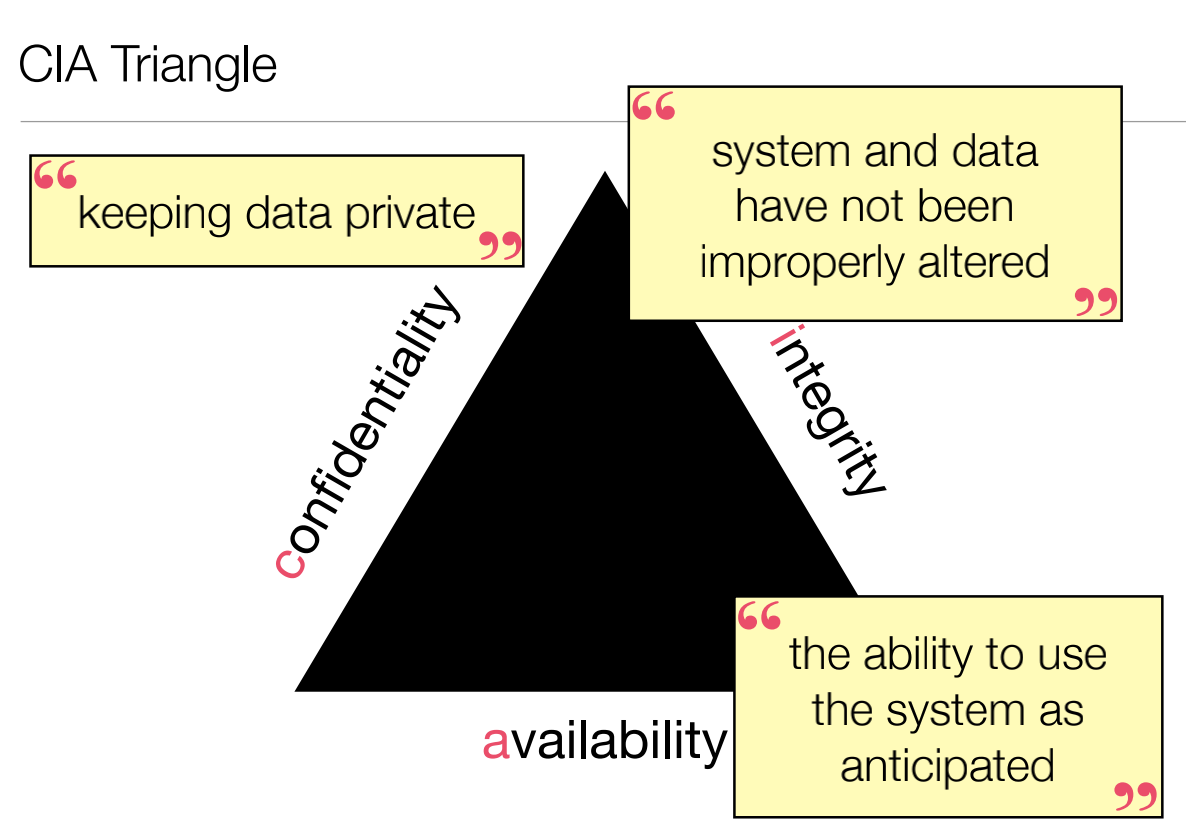 CIA Triangle
“
keeping data private
”
“
system and data
have not been
improperly altered
”
confidentiality
integrity
“
the ability to use
the system as
anticipated
”
availability